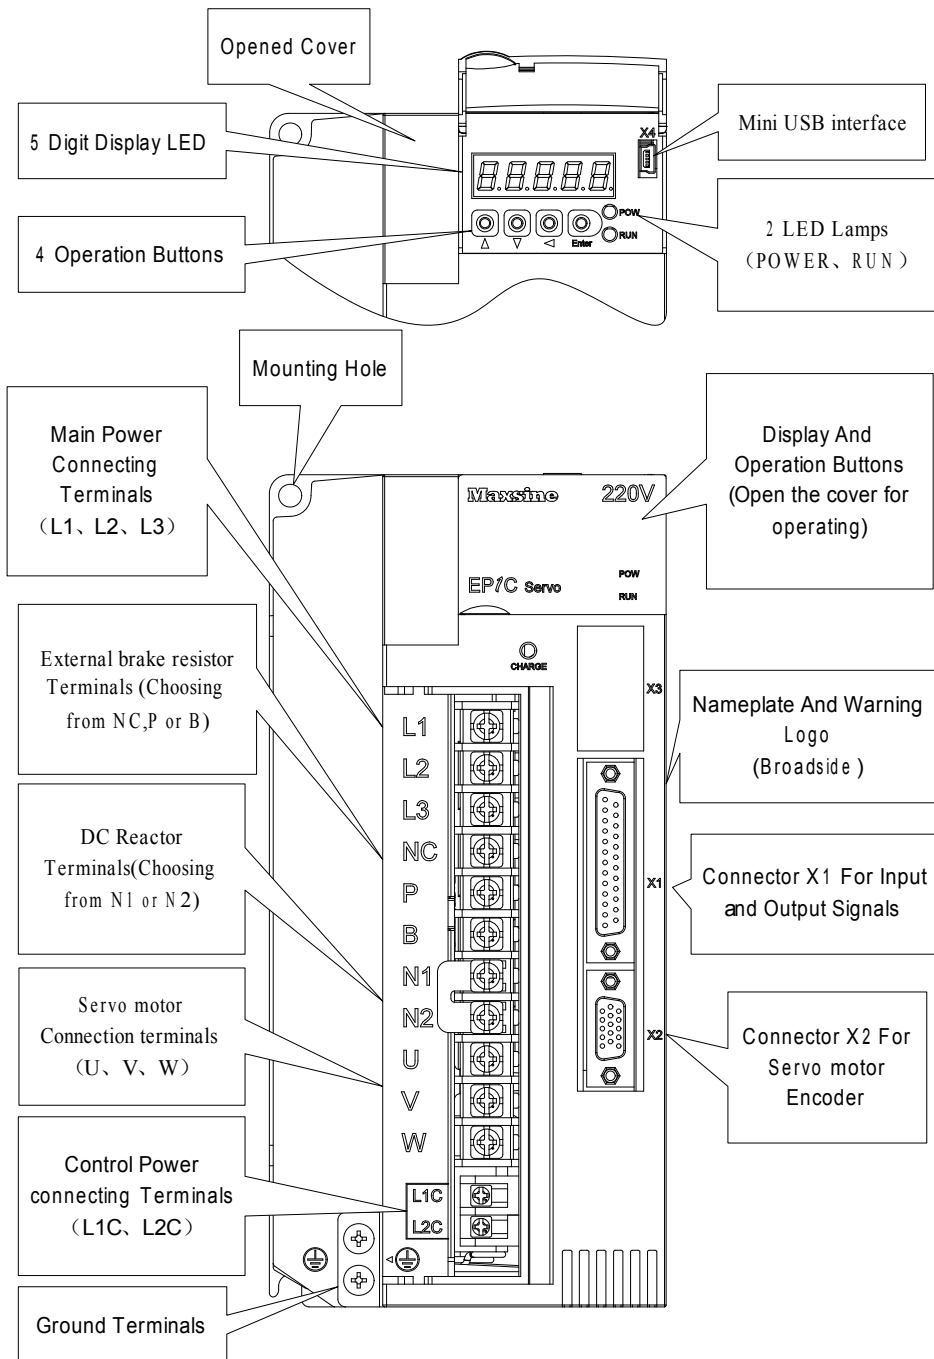 Opened Cover
5 Digit Display LED
X4
Mini USB interface
8.8.8.8.8.
POW
RUN
Enter
4 Operation Buttons
2 LED Lamps
（POWER、RUN）
Mounting Hole
Main Power
Connecting
Terminals
（L1、L2、L3）
Display And
Operation Buttons
(Open the cover for
operating)
Maxsine 220V
EP1C Servo
POW
RUN
CHARGE
External brake resistor
Terminals (Choosing
from NC,P or B)
X3
Nameplate And Warning
Logo
(Broadside)
L1
L2
L3
NC
P
B
N1
N2
U
V
W
L1C
L2C
DC Reactor
Terminals(Choosing
from N1 or N2)
X1
Connector X1 For Input
and Output Signals
Servo motor
Connection terminals
（U、V、W）
X2
Connector X2 For
Servo motor
Encoder
Control Power
connecting Terminals
（L1C、L2C）
Ground Terminals